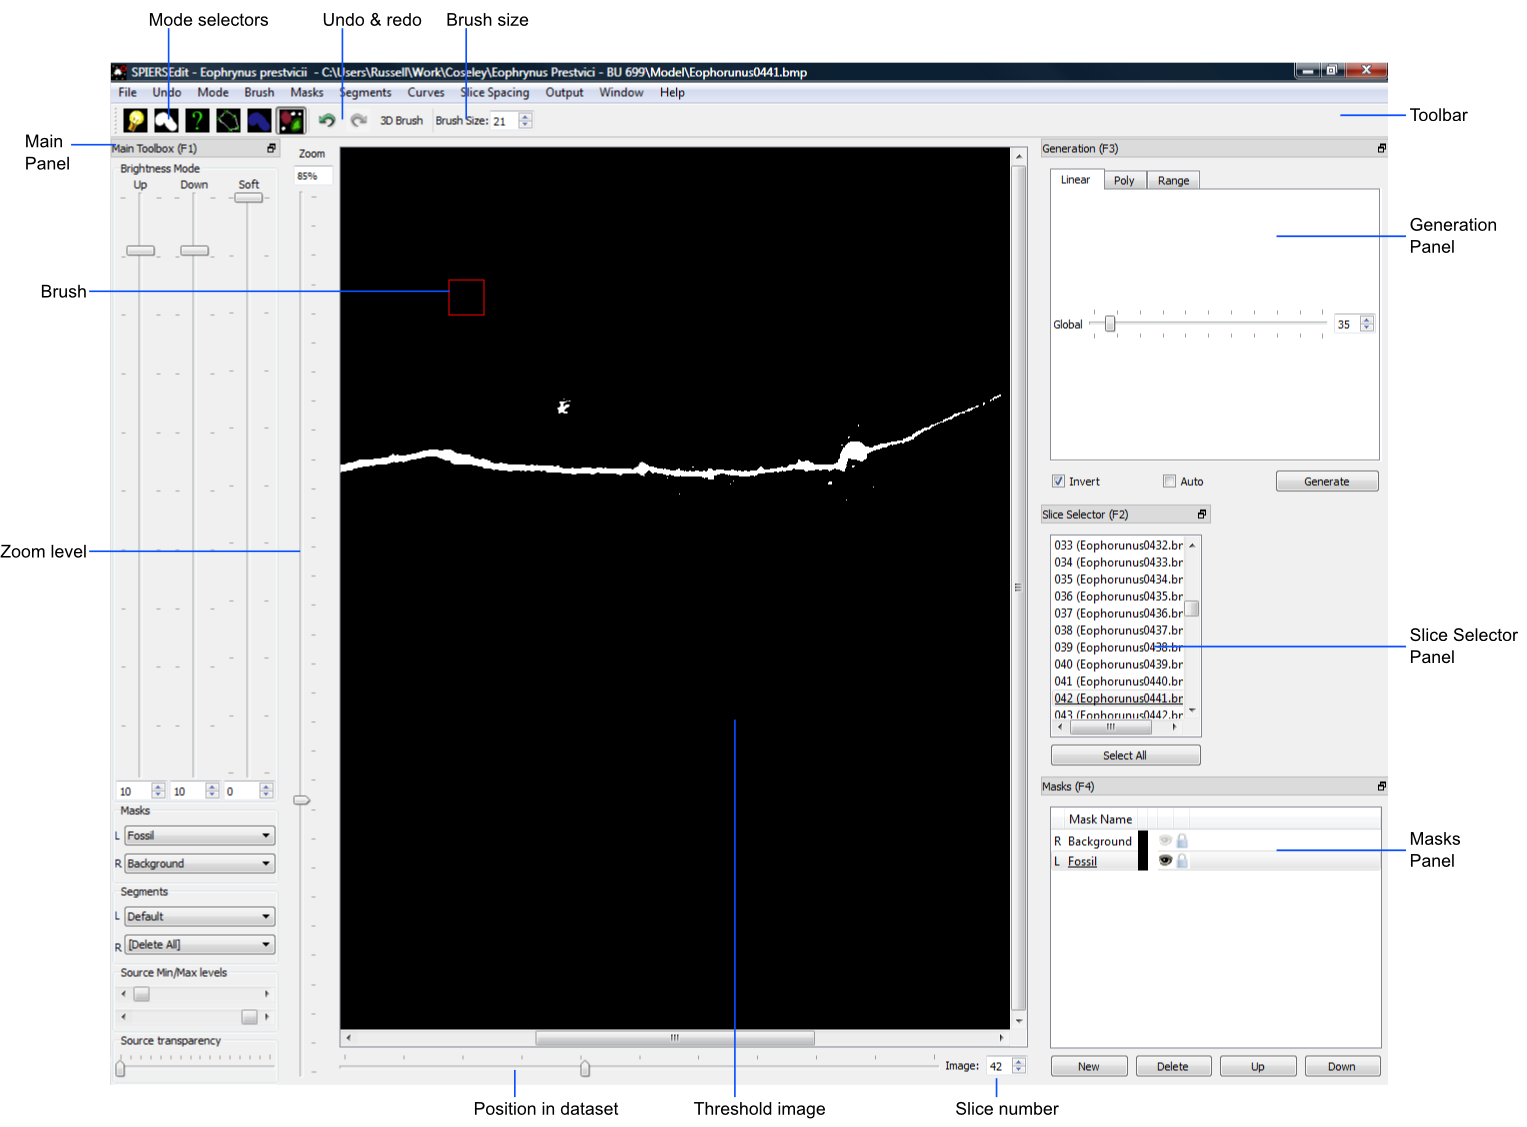 Mode selectors
Undo & redo
Brush size
SPIERSEdit - Eophrynus prestvicii - C:\Users\Russell\Work\Coseley\Eophrynus Prestvici - BU 699\Model\Eophorunus0441.bmp
File Undo Mode Brush Masks Segments Curves Slice Spacing Output Window Help
3D Brush Brush Size: 21
Toolbar
Main
Panel
Main Toolbox (F1)
Brightness Mode
Up Down Soft
Zoom
85%
Generation (F3)
Linear Poly Range
Generation
Panel
Brush
Global 35
Invert Auto Generate
Slice Selector (F2)
033 (Eophorunus0432.br
034 (Eophorunus0433.br
035 (Eophorunus0434.br
036 (Eophorunus0435.br
037 (Eophorunus0436.br
038 (Eophorunus0437.br
039 (Eophorunus0438.br
040 (Eophorunus0439.br
041 (Eophorunus0440.br
042 (Eophorunus0441.br
043 (Eophorunus0442.br
Select All
Zoom level
Slice Selector
Panel
10 10 0
Masks
L Fossil
R Background
Segments
L Default
R [Delete All]
Source Min/Max levels
Source transparency
Masks (F4)
Mask Name
R Background
L Fossil
Masks
Panel
New Delete Up Down
Image: 42
Position in dataset
Threshold image
Slice number